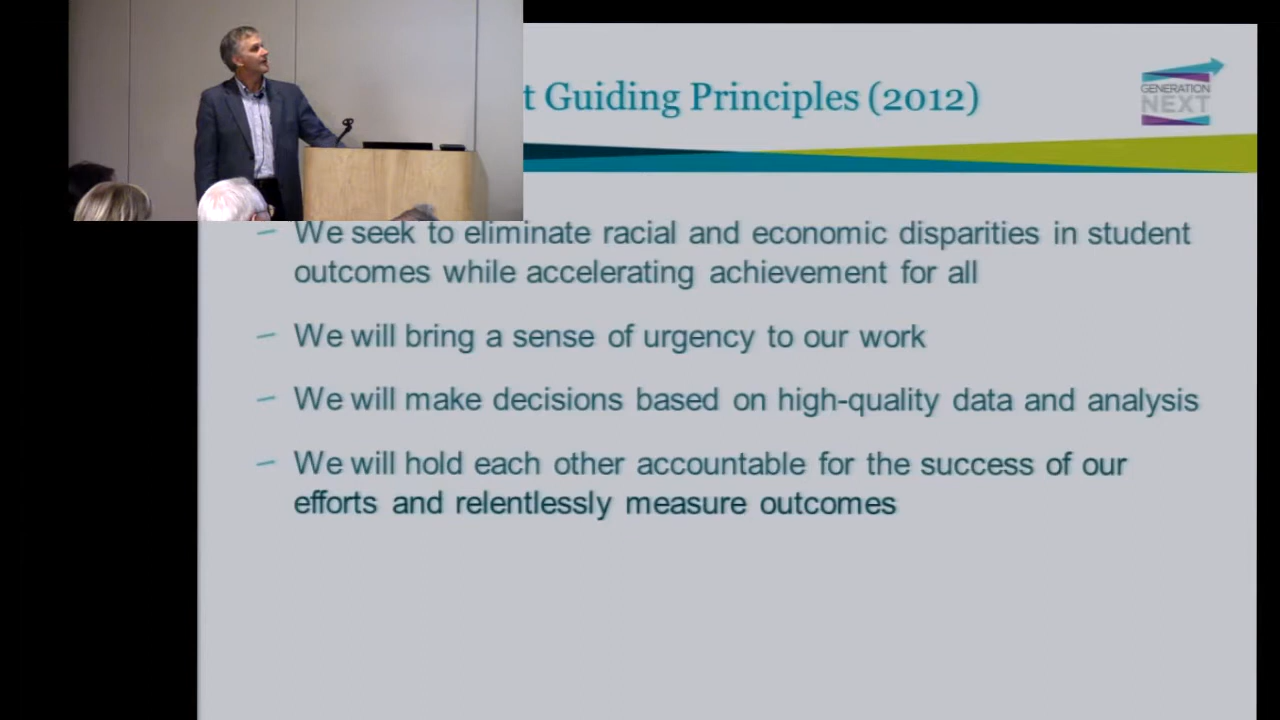 t Guiding Principles (2012)
GENERATION
NEXT
– We seek to eliminate racial and economic disparities in student
outcomes while accelerating achievement for all
– We will bring a sense of urgency to our work
– We will make decisions based on high-quality data and analysis
– We will hold each other accountable for the success of our
efforts and relentlessly measure outcomes